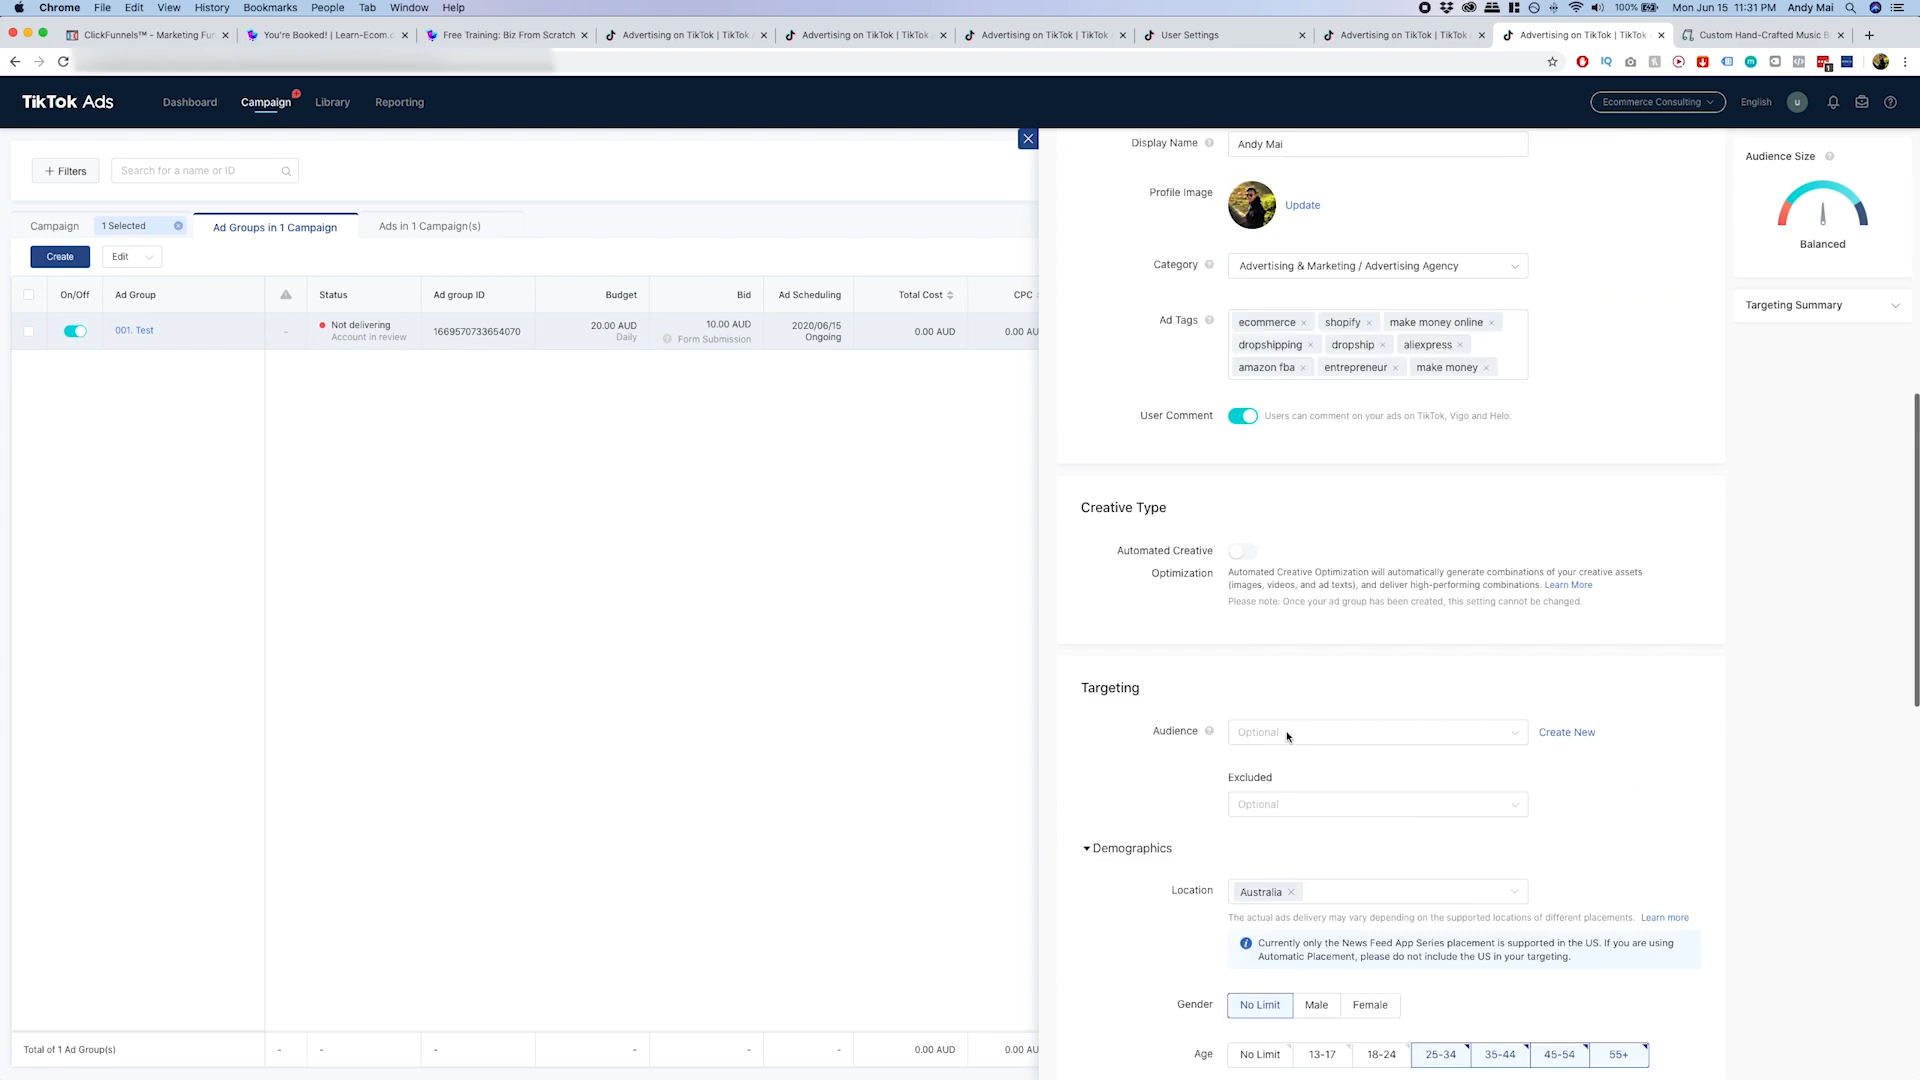 Chrome File Edit View History Bookmarks People Tab Window Help 100% Mon Jun 15 11:31 PM Andy Mai
ClickFunnels™ - Marketing Fun You're Booked! | Learn-Ecom.c Free Training: Biz From Scratch Advertising on TikTok | TikTok Advertising on TikTok | TikTok Advertising on TikTok | TikTok User Settings Advertising on TikTok | TikTok Advertising on TikTok | TikTok Custom Hand-Crafted Music B
TikTok Ads Dashboard Campaign Library Reporting Ecommerce Consulting English u
+ Filters Search for a name or ID
Campaign 1 Selected Ad Groups in 1 Campaign Ads in 1 Campaign(s)
Create Edit
On/Off Ad Group Status Ad group ID Budget Bid Ad Scheduling Total Cost CPC
001. Test - Not delivering 1669570733654070 20.00 AUD 10.00 AUD 2020/06/15 0.00 AUD 0.00 AU
Account in review Daily Form Submission Ongoing
Total of 1 Ad Group(s) - - - - - - 0.00 AUD 0.00 AU
Display Name Andy Mai
Profile Image Update
Category Advertising & Marketing / Advertising Agency
Ad Tags ecommerce shopify make money online
dropshipping dropship aliexpress
amazon fba entrepreneur make money
User Comment Users can comment on your ads on TikTok, Vigo and Helo.
Creative Type
Automated Creative
Optimization Automated Creative Optimization will automatically generate combinations of your creative assets
(images, videos, and ad texts), and deliver high-performing combinations. Learn More
Please note: Once your ad group has been created, this setting cannot be changed.
Targeting
Audience Optional Create New
Excluded
Optional
Demographics
Location Australia
The actual ads delivery may vary depending on the supported locations of different placements. Learn more
Currently only the News Feed App Series placement is supported in the US. If you are using
Automatic Placement, please do not include the US in your targeting.
Gender No Limit Male Female
Age No Limit 13-17 18-24 25-34 35-44 45-54 55+
Audience Size
Balanced
Targeting Summary